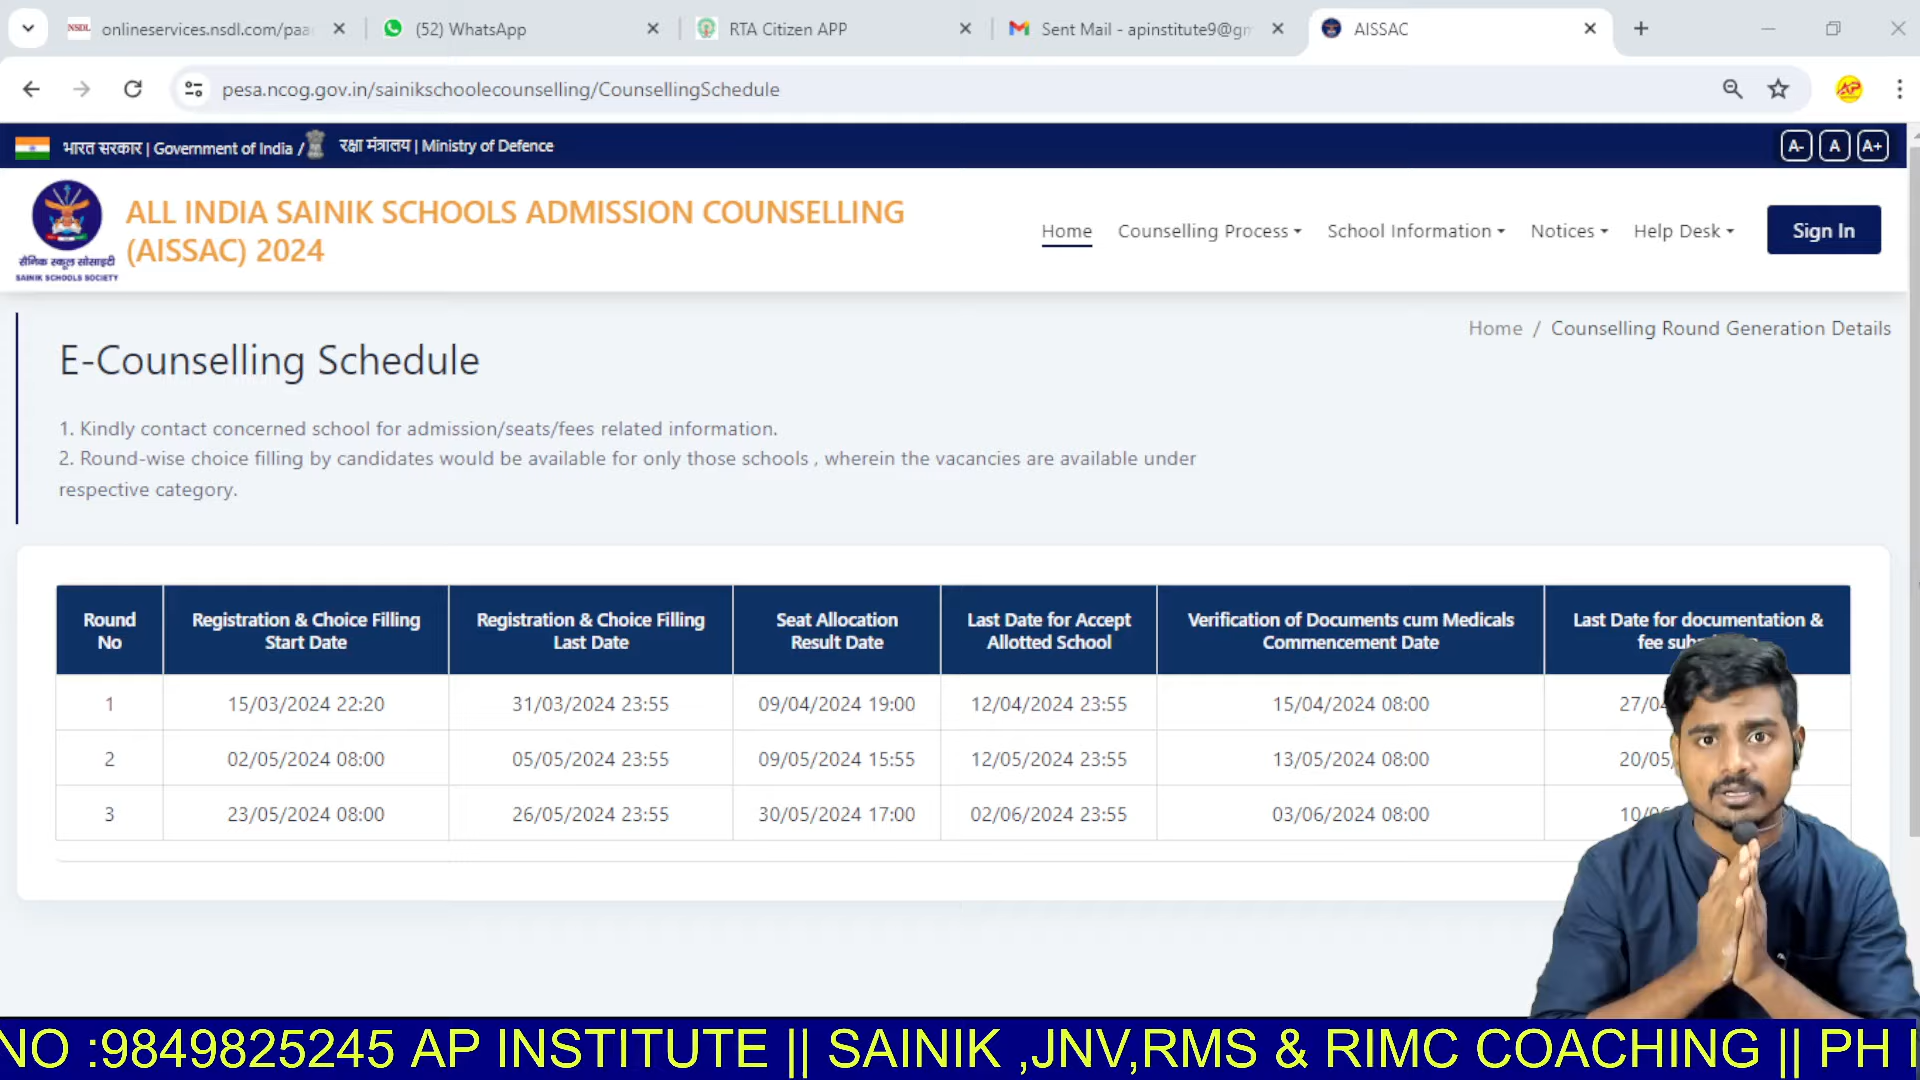 onlineservices.nsdl.com/paa
(52) WhatsApp
RTA Citizen APP
Sent Mail - apinstitute9@gm
AISSAC
pesa.ncog.gov.in/sainikschoolecounselling/CounsellingSchedule
भारत सरकार | Government of India / रक्षा मंत्रालय | Ministry of Defence
A- A A+
सैनिक स्कूल सोसाइटी
SAINIK SCHOOLS SOCIETY
ALL INDIA SAINIK SCHOOLS ADMISSION COUNSELLING
(AISSAC) 2024
Home Counselling Process School Information Notices Help Desk Sign In
Home / Counselling Round Generation Details
E-Counselling Schedule
1. Kindly contact concerned school for admission/seats/fees related information.
2. Round-wise choice filling by candidates would be available for only those schools , wherein the vacancies are available under
respective category.
Round No Registration & Choice Filling Start Date Registration & Choice Filling Last Date Seat Allocation Result Date Last Date for Accept Allotted School Verification of Documents cum Medicals Commencement Date Last Date for documentation & fee
1 15/03/2024 22:20 31/03/2024 23:55 09/04/2024 19:00 12/04/2024 23:55 15/04/2024 08:00 27/04
2 02/05/2024 08:00 05/05/2024 23:55 09/05/2024 15:55 12/05/2024 23:55 13/05/2024 08:00 20/05/
3 23/05/2024 08:00 26/05/2024 23:55 30/05/2024 17:00 02/06/2024 23:55 03/06/2024 08:00 10/06
NO :9849825245 AP INSTITUTE || SAINIK ,JNV,RMS & RIMC COACHING || PH